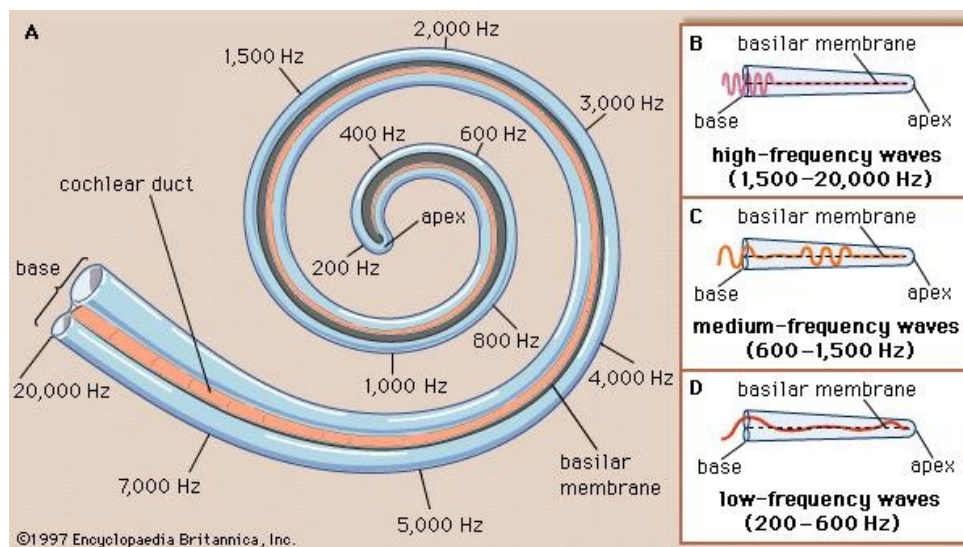 A
2,000 Hz
1,500 Hz
3,000 Hz
400 Hz
600 Hz
cochlear duct
apex
200 Hz
base
800 Hz
20,000 Hz
1,000 Hz
4,000 Hz
7,000 Hz
basilar
membrane
5,000 Hz
©1997 Encyclopaedia Britannica, Inc.
B
basilar membrane
base
apex
high-frequency waves
(1,500–20,000 Hz)
C
basilar membrane
base
apex
medium-frequency waves
(600–1,500 Hz)
D
basilar membrane
base
apex
low-frequency waves
(200–600 Hz)